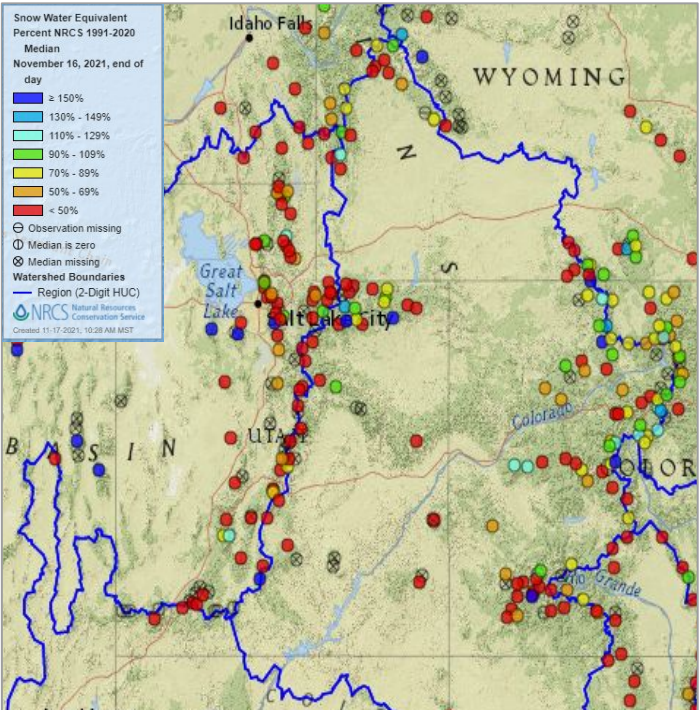 Snow Water Equivalent
Percent NRCS 1991-2020
Median
November 16, 2021, end of
day
≥ 150%
130% - 149%
110% - 129%
90% - 109%
70% - 89%
50% - 69%
< 50%
Observation missing
Median is zero
Median missing
Watershed Boundaries
Region (2-Digit HUC)
NRCS Natural Resources
Conservation Service
Created 11-17-2021, 10:28 AM MST
Idaho Falls
WYOMING
N
S
Great
Salt
Lake
Salt Lake City
Colorado
UTAH
BASIN
COLOR
Rio Grande
C O L